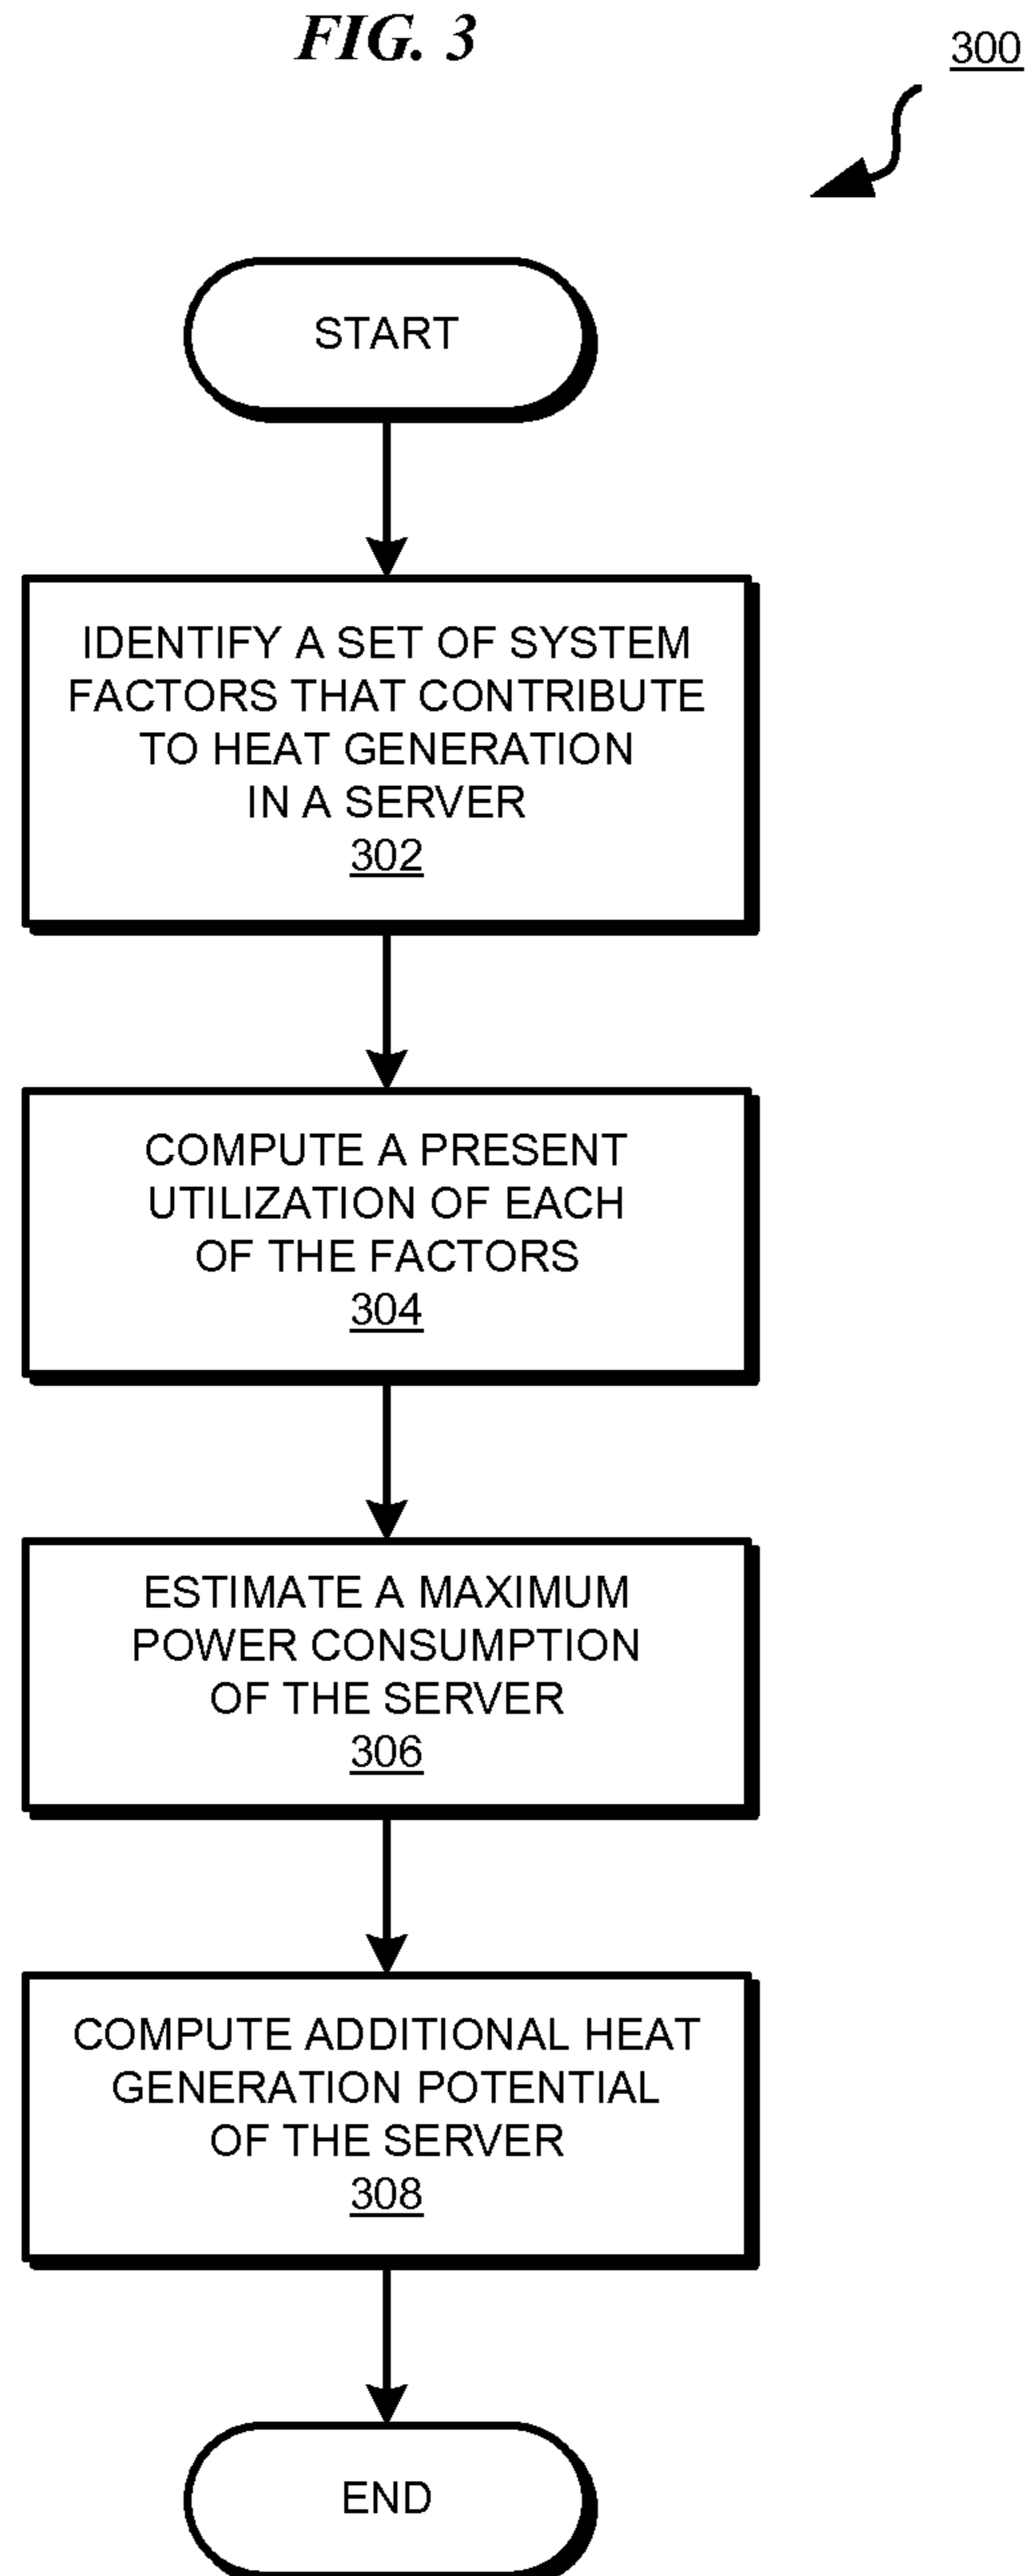 FIG. 3
300
START
IDENTIFY A SET OF SYSTEM
FACTORS THAT CONTRIBUTE
TO HEAT GENERATION
IN A SERVER
302
COMPUTE A PRESENT
UTILIZATION OF EACH
OF THE FACTORS
304
ESTIMATE A MAXIMUM
POWER CONSUMPTION
OF THE SERVER
306
COMPUTE ADDITIONAL HEAT
GENERATION POTENTIAL
OF THE SERVER
308
END